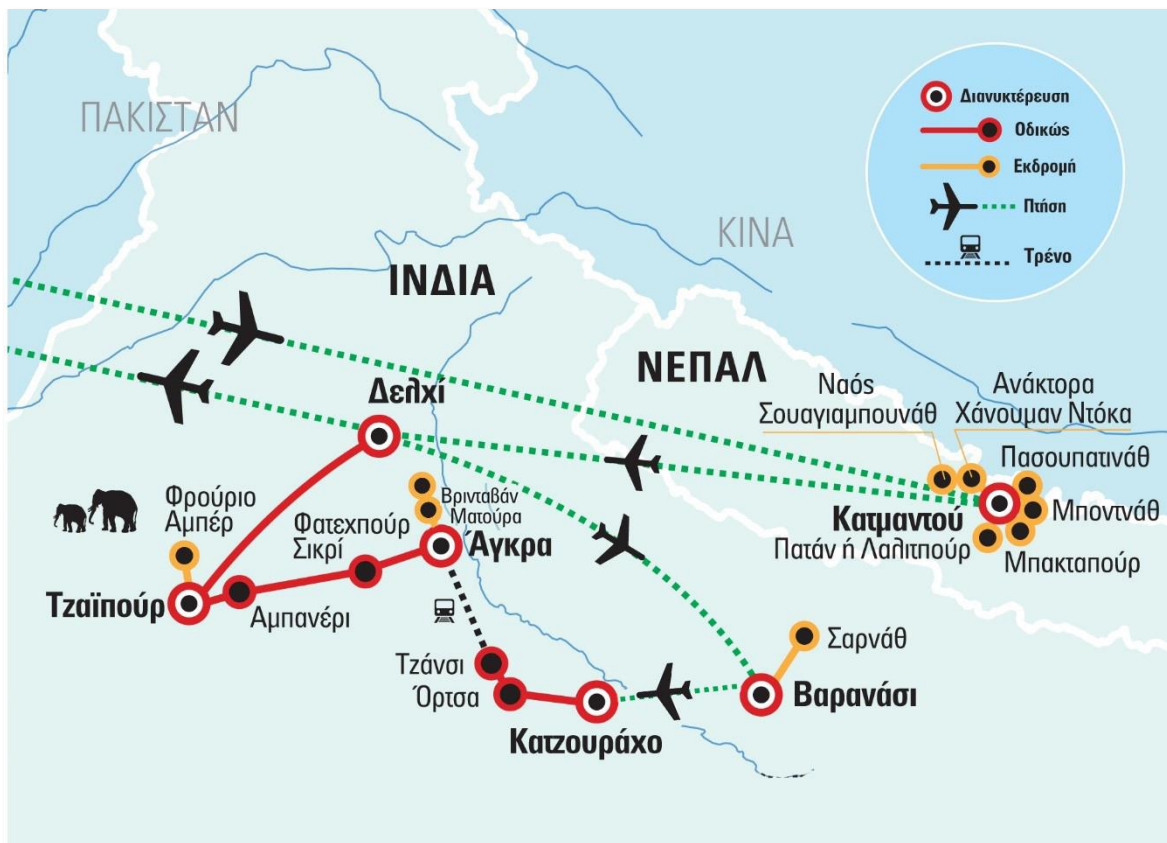 Διανυκτέρευση
Οδικώς
Εκδρομή
Πτήση
Τρένο
ΠΑΚΙΣΤΑΝ
ΚΙΝΑ
ΙΝΔΙΑ
ΝΕΠΑΛ
Δελχί
Ναός
Σουαγιαμπουνάθ
Ανάκτορα
Χάνουμαν Ντόκα
Πασουπατινάθ
Κατμαντού
Μποντνάθ
Πατάν ή Λαλιτπούρ
Μπακταπούρ
Φρούριο
Αμπέρ
Φατεχπούρ
Σικρί
Βρινταβάν
Ματούρα
Άγκρα
Τζαϊπούρ
Αμπανέρι
Τζάνσι
Όρτσα
Κατζουράχο
Σαρνάθ
Βαρανάσι